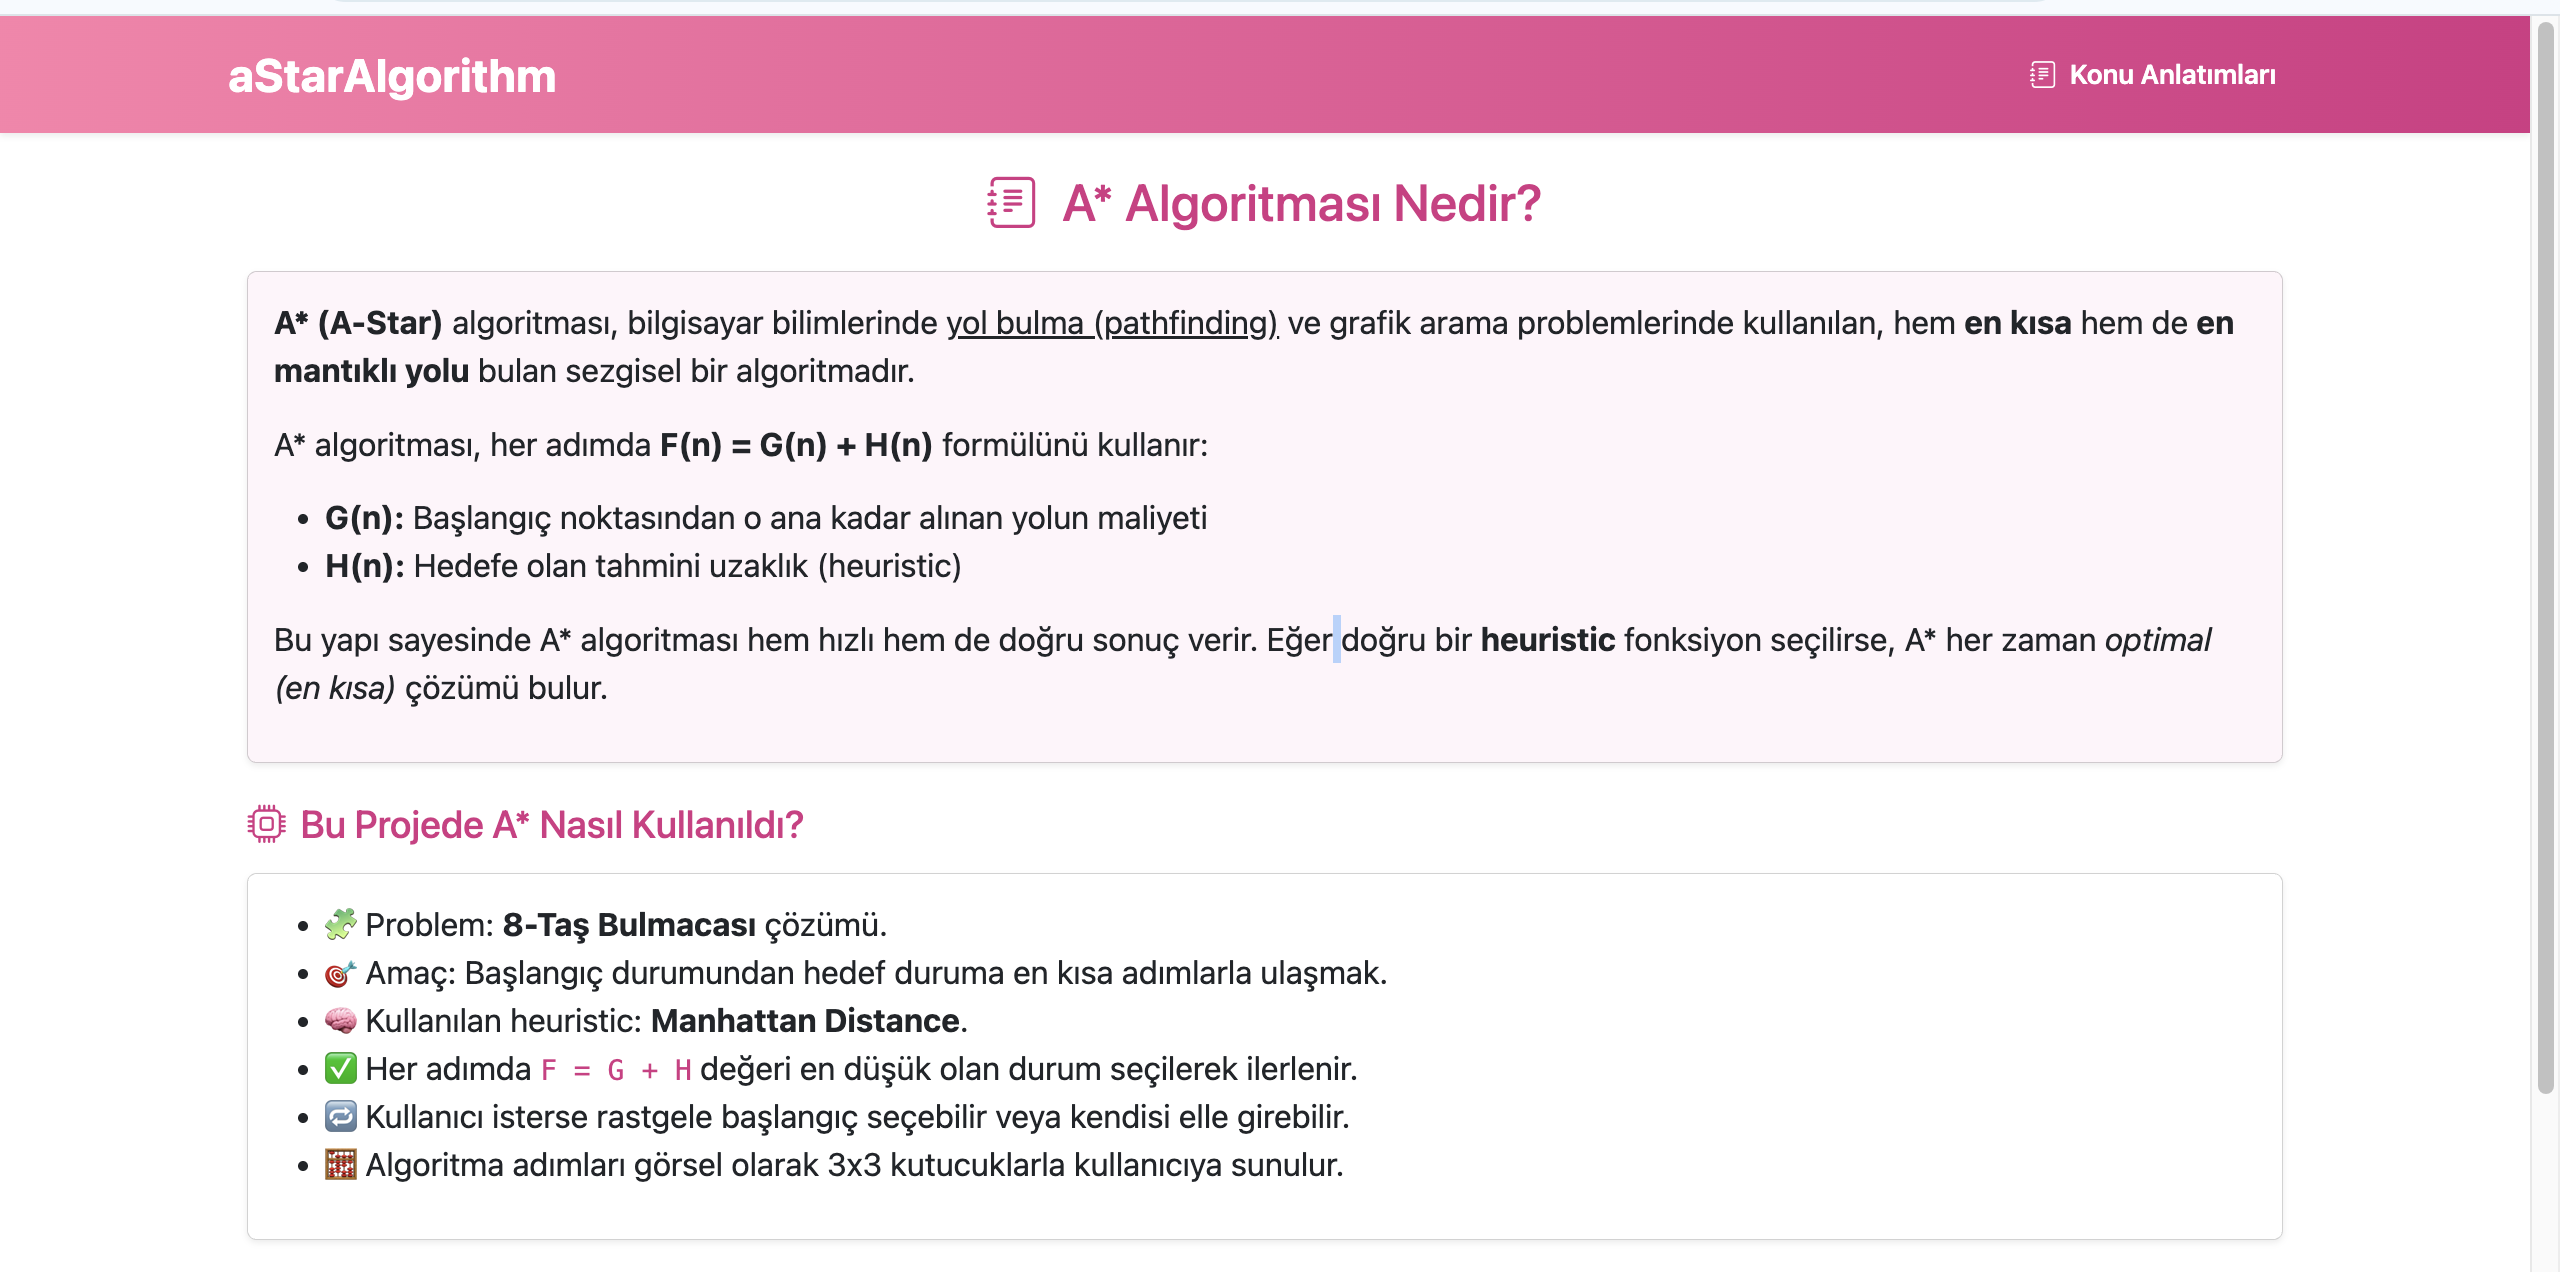 aStarAlgorithm
Konu Anlatımları
A* Algoritması Nedir?
A* (A-Star) algoritması, bilgisayar bilimlerinde yol bulma (pathfinding) ve grafik arama problemlerinde kullanılan, hem en kısa hem de en
mantıklı yolu bulan sezgisel bir algoritmadır.
A* algoritması, her adımda F(n) = G(n) + H(n) formülünü kullanır:
G(n): Başlangıç noktasından o ana kadar alınan yolun maliyeti
H(n): Hedefe olan tahmini uzaklık (heuristic)
Bu yapı sayesinde A* algoritması hem hızlı hem de doğru sonuç verir. Eğer doğru bir heuristic fonksiyon seçilirse, A* her zaman optimal
(en kısa) çözümü bulur.
Bu Projede A* Nasıl Kullanıldı?
Problem: 8-Taş Bulmacası çözümü.
Amaç: Başlangıç durumundan hedef duruma en kısa adımlarla ulaşmak.
Kullanılan heuristic: Manhattan Distance.
Her adımda F = G + H değeri en düşük olan durum seçilerek ilerlenir.
Kullanıcı isterse rastgele başlangıç seçebilir veya kendisi elle girebilir.
Algoritma adımları görsel olarak 3x3 kutucuklarla kullanıcıya sunulur.